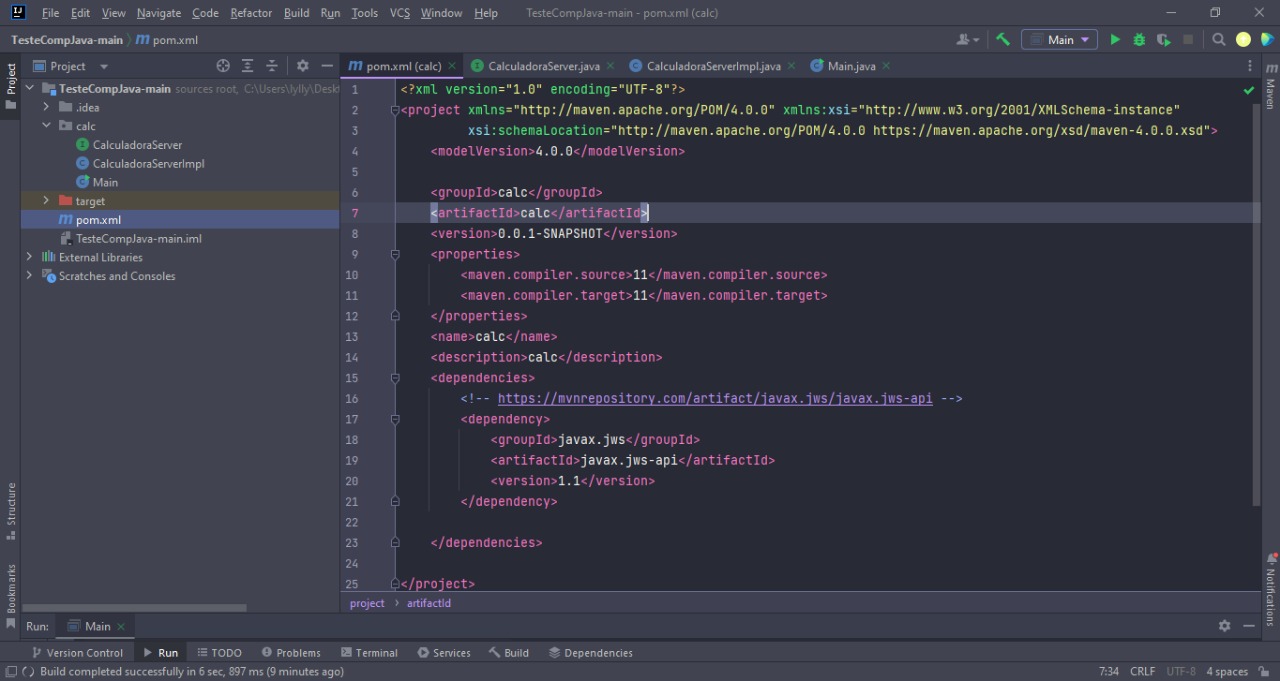 File Edit View Navigate Code Refactor Build Run Tools VCS Window Help TesteCompJava-main - pom.xml (calc)
TesteCompJava-main pom.xml Main
Project pom.xml (calc) CalculadoraServer.java CalculadoraServerImpl.java Main.java
Project
Maven
TesteCompJava-main sources root, C:\Users\lylly\Deskt
.idea
calc
CalculadoraServer
CalculadoraServerImpl
Main
target
pom.xml
TesteCompJava-main.iml
External Libraries
Scratches and Consoles
1 <?xml version="1.0" encoding="UTF-8"?>
2 <project xmlns="http://maven.apache.org/POM/4.0.0" xmlns:xsi="http://www.w3.org/2001/XMLSchema-instance"
3 xsi:schemaLocation="http://maven.apache.org/POM/4.0.0 https://maven.apache.org/xsd/maven-4.0.0.xsd">
4 <modelVersion>4.0.0</modelVersion>
5
6 <groupId>calc</groupId>
7 <artifactId>calc</artifactId>
8 <version>0.0.1-SNAPSHOT</version>
9 <properties>
10 <maven.compiler.source>11</maven.compiler.source>
11 <maven.compiler.target>11</maven.compiler.target>
12 </properties>
13 <name>calc</name>
14 <description>calc</description>
15 <dependencies>
16 <!-- https://mvnrepository.com/artifact/javax.jws/javax.jws-api -->
17 <dependency>
18 <groupId>javax.jws</groupId>
19 <artifactId>javax.jws-api</artifactId>
20 <version>1.1</version>
21 </dependency>
22
23 </dependencies>
24
25 </project>
Structure
Bookmarks
Notifications
project artifactId
Run: Main
Version Control Run TODO Problems Terminal Services Build Dependencies
Build completed successfully in 6 sec, 897 ms (9 minutes ago) 7:34 CRLF UTF-8 4 spaces